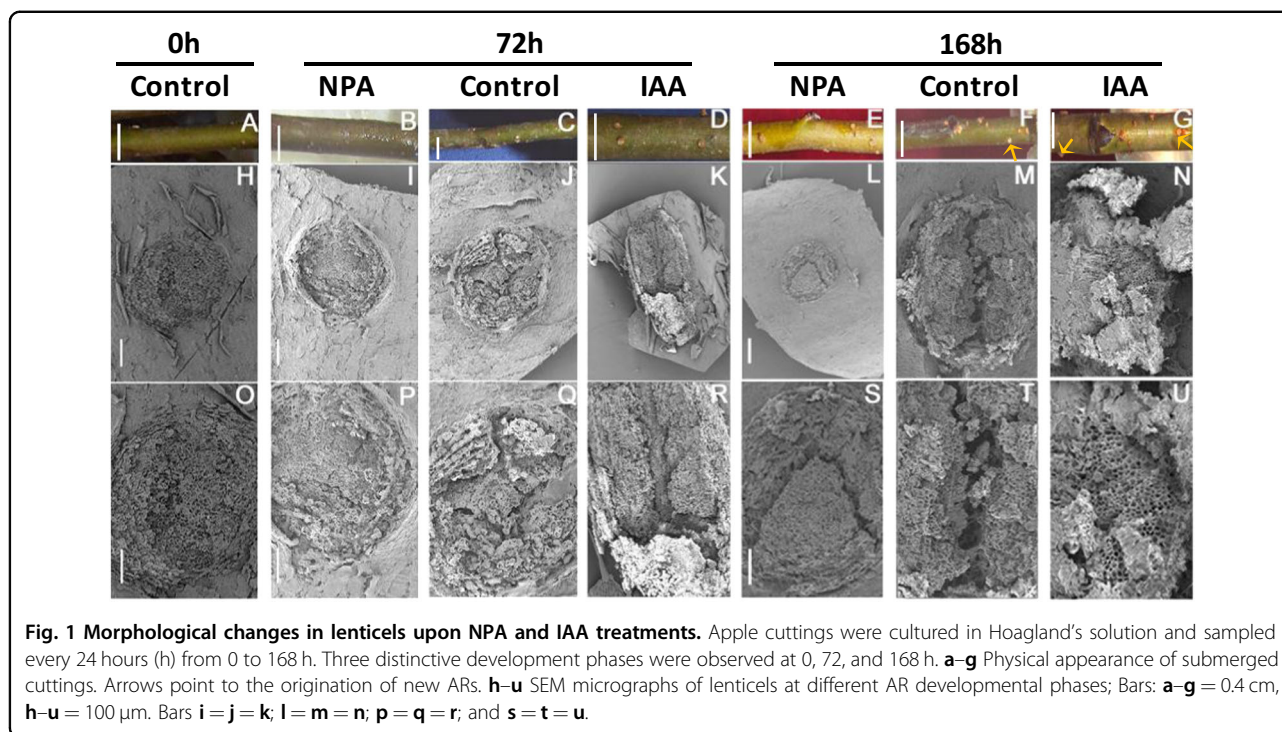 0h 72h 168h
Control NPA Control IAA NPA Control IAA
A B C D E F G
H I J K L M N
O P Q R S T U
Fig. 1 Morphological changes in lenticels upon NPA and IAA treatments. Apple cuttings were cultured in Hoagland's solution and sampled
every 24 hours (h) from 0 to 168 h. Three distinctive development phases were observed at 0, 72, and 168 h. a–g Physical appearance of submerged
cuttings. Arrows point to the origination of new ARs. h–u SEM micrographs of lenticels at different AR developmental phases; Bars: a–g = 0.4 cm,
h–u = 100 μm. Bars i = j = k; l = m = n; p = q = r; and s = t = u.